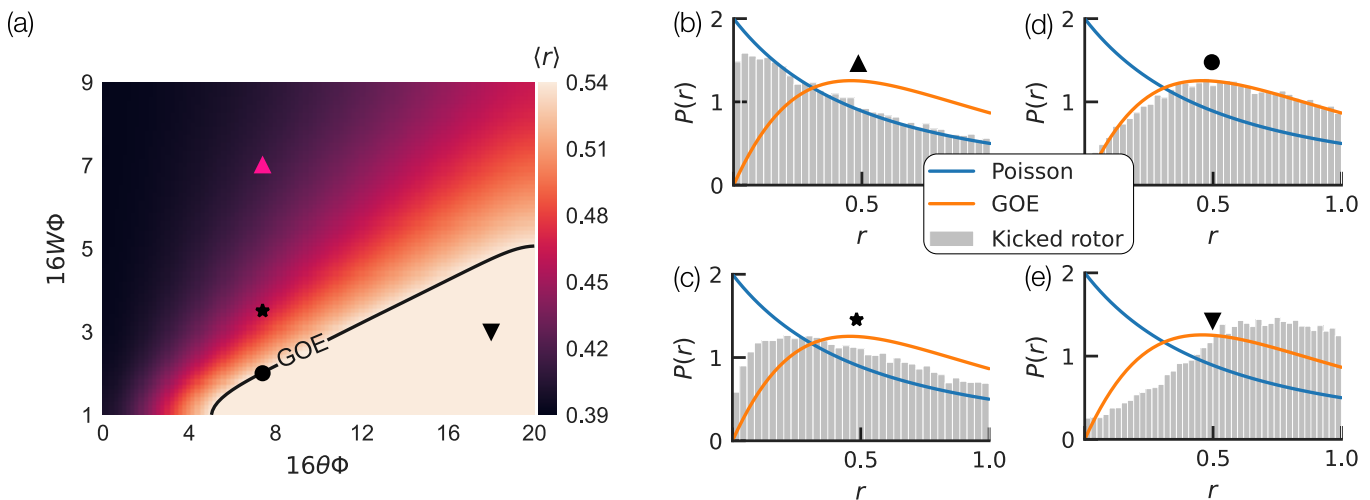 (a)
⟨r⟩
9
7
5
3
1
16WΦ
0
4
8
12
16
20
16θΦ
GOE
0.54
0.51
0.48
0.45
0.42
0.39
(b)
2
1
0
P(r)
0.5
r
(d)
2
1
0
P(r)
0.5
1.0
r
Poisson
GOE
Kicked rotor
(c)
2
1
0
P(r)
0.5
1.0
r
(e)
2
1
0
P(r)
0.5
1.0
r